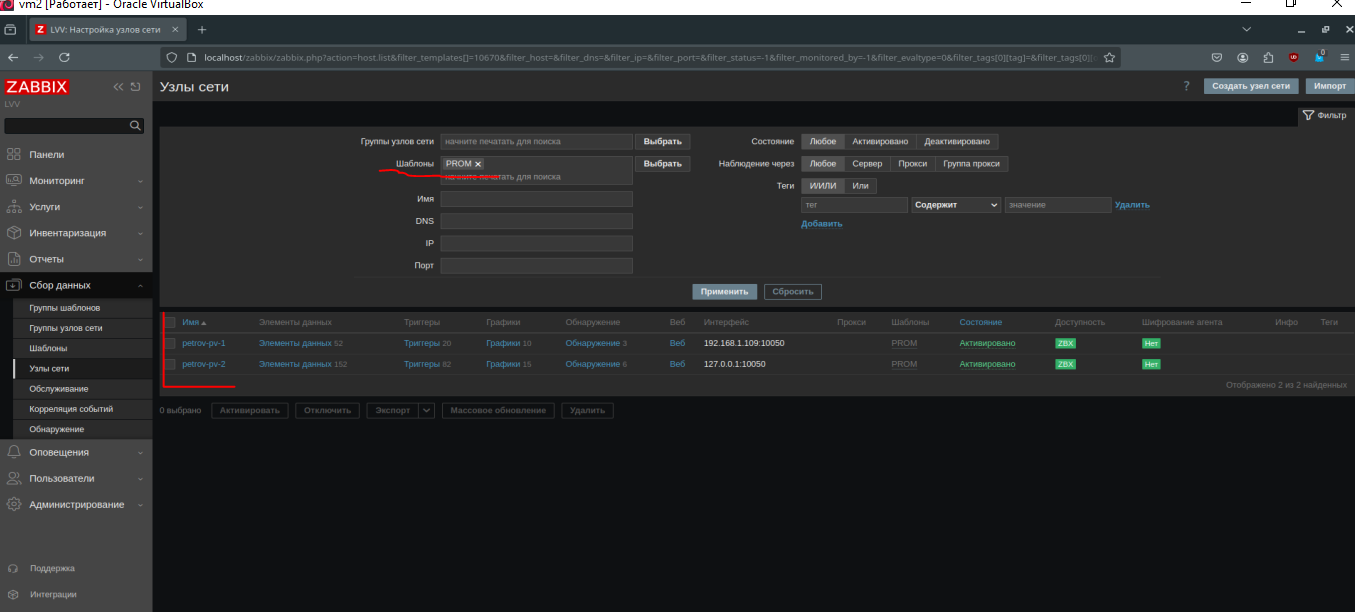 vm2 [Работает] - Oracle VirtualBox
Z LVV: Настройка узлов сети
localhost/zabbix/zabbix.php?action=host.list&filter_templates[]=10670&filter_host=&filter_dns=&filter_ip=&filter_port=&filter_status=-1&filter_monitored_by=-1&filter_evaltype=0&filter_tags[0][tag]=&filter_tags[0]
ZABBIX
LVV
Узлы сети
? Создать узел сети Импорт
Фильтр
Панели
Мониторинг
Услуги
Инвентаризация
Отчеты
Сбор данных
Группы шаблонов
Группы узлов сети
Шаблоны
Узлы сети
Обслуживание
Корреляция событий
Обнаружение
Оповещения
Пользователи
Администрирование
Поддержка
Интеграции
Группы узлов сети начните печатать для поиска Выбрать
Шаблоны PROM Выбрать
начните печатать для поиска
Имя
DNS
IP
Порт
Состояние Любое Активировано Деактивировано
Наблюдение через Любое Сервер Прокси Группа прокси
Теги И/ИЛИ Или
тег Содержит значение Удалить
Добавить
Применить Сбросить
Имя Элементы данных Триггеры Графики Обнаружение Веб Интерфейс Прокси Шаблоны Состояние Доступность Шифрование агента Инфо Теги
petrov-pv-1 Элементы данных 52 Триггеры 20 Графики 10 Обнаружение 3 Веб 192.168.1.109:10050 PROM Активировано ZBX Нет
petrov-pv-2 Элементы данных 152 Триггеры 82 Графики 15 Обнаружение 6 Веб 127.0.0.1:10050 PROM Активировано ZBX Нет
Отображено 2 из 2 найденных
0 выбрано Активировать Отключить Экспорт Массовое обновление Удалить